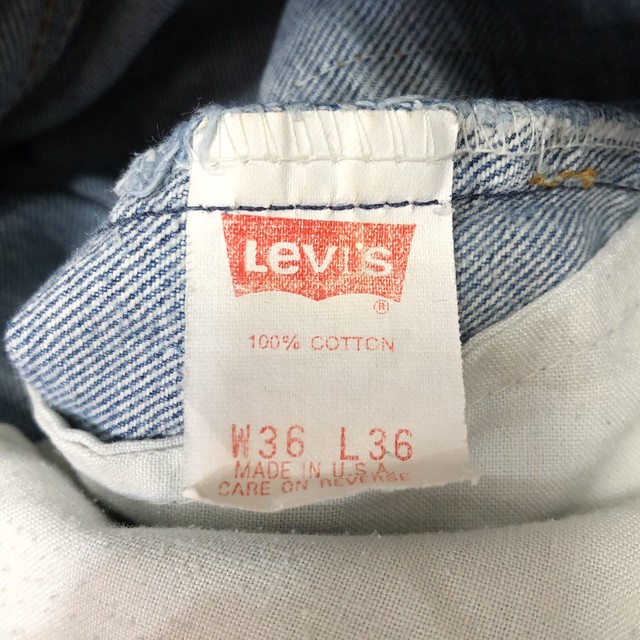 Levi's
®
100% COTTON
W36 L36
MADE IN U.S.A.
CARE ON REVERSE